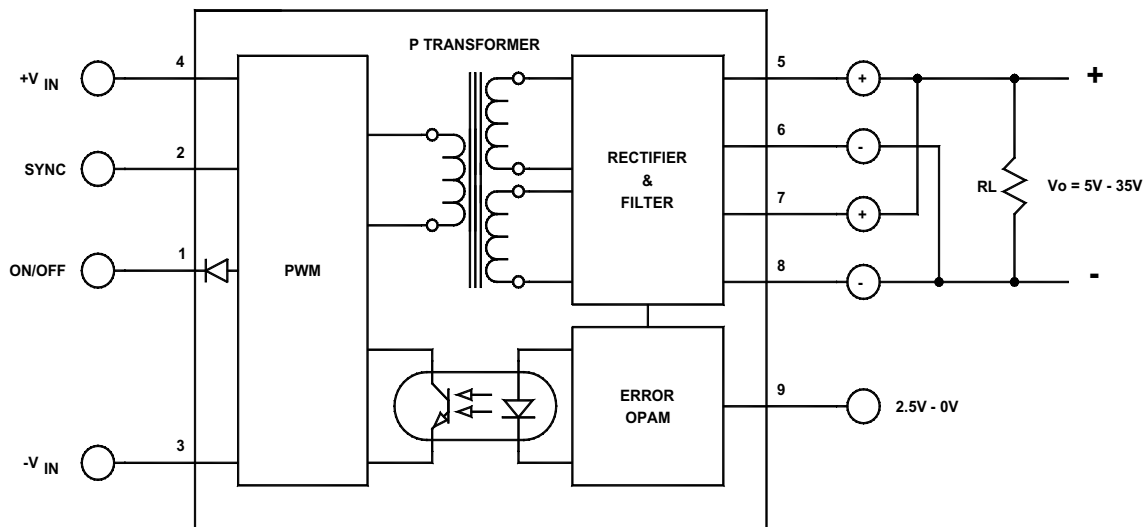 P TRANSFORMER
+V IN
4
SYNC
2
ON/OFF
1
-V IN
3
PWM
RECTIFIER
&
FILTER
ERROR
OPAM
5
+
6
-
7
+
8
-
9
2.5V - 0V
+
RL
Vo = 5V - 35V
-